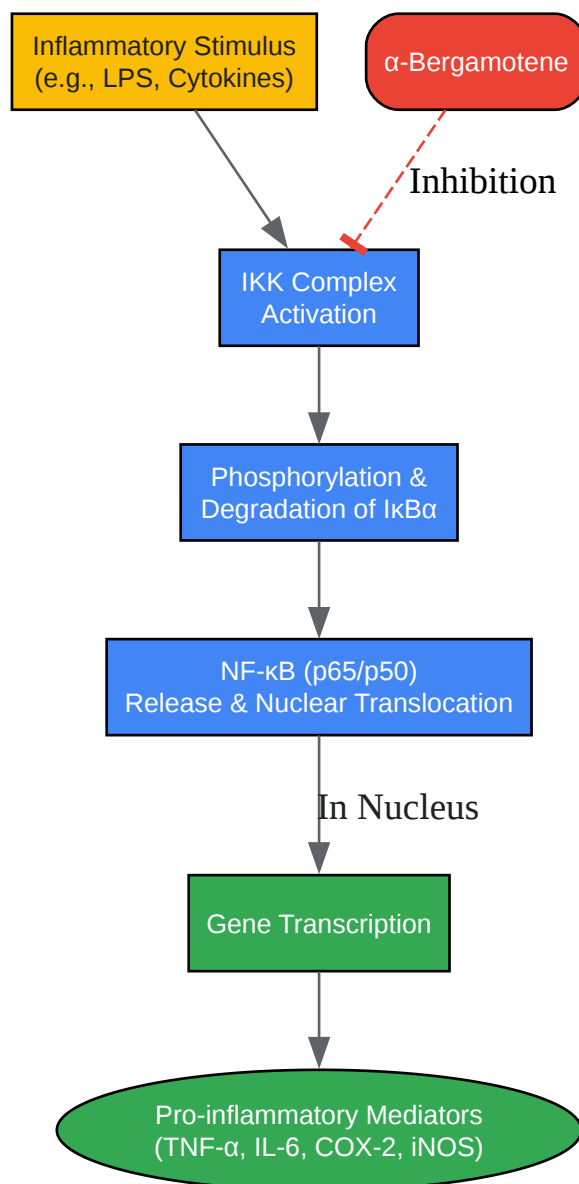 Inflammatory Stimulus
(e.g., LPS, Cytokines)
α-Bergamotene
Inhibition
IKK Complex
Activation
Phosphorylation &
Degradation of IκBα
NF-κB (p65/p50)
Release & Nuclear Translocation
In Nucleus
Gene Transcription
Pro-inflammatory Mediators
(TNF-α, IL-6, COX-2, iNOS)